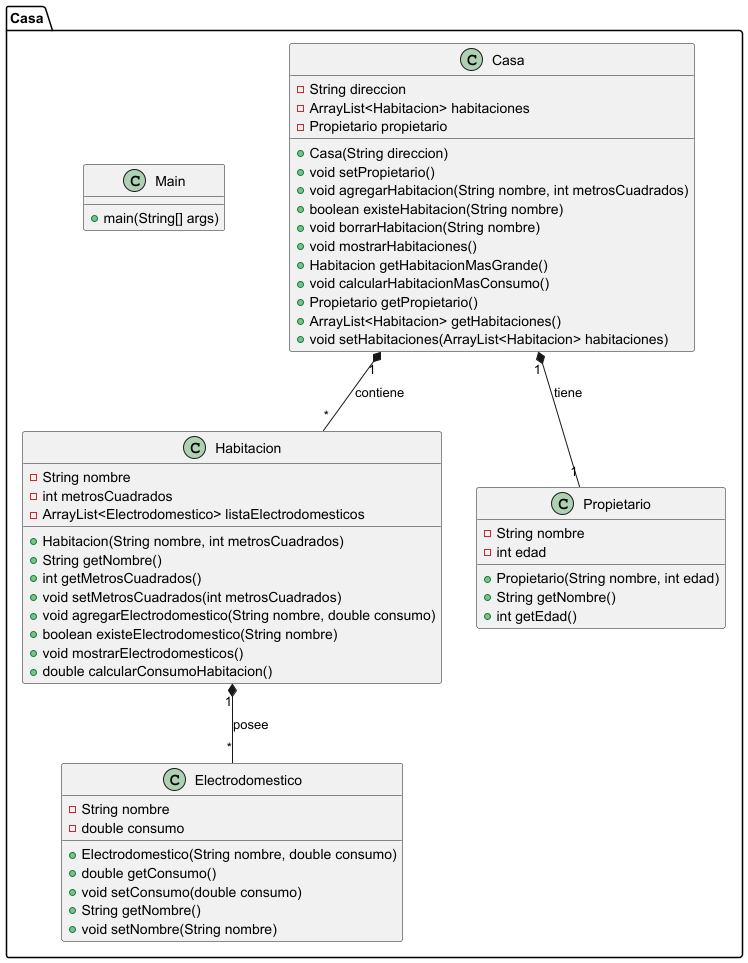 Casa
C Casa
String direccion
ArrayList<Habitacion> habitaciones
Propietario propietario
Casa(String direccion)
void setPropietario()
void agregarHabitacion(String nombre, int metrosCuadrados)
boolean existeHabitacion(String nombre)
void borrarHabitacion(String nombre)
void mostrarHabitaciones()
Habitacion getHabitacionMasGrande()
void calcularHabitacionMasConsumo()
Propietario getPropietario()
ArrayList<Habitacion> getHabitaciones()
void setHabitaciones(ArrayList<Habitacion> habitaciones)
C Main
main(String[] args)
1
contiene
*
1
tiene
1
C Habitacion
String nombre
int metrosCuadrados
ArrayList<Electrodomestico> listaElectrodomesticos
Habitacion(String nombre, int metrosCuadrados)
String getNombre()
int getMetrosCuadrados()
void setMetrosCuadrados(int metrosCuadrados)
void agregarElectrodomestico(String nombre, double consumo)
boolean existeElectrodomestico(String nombre)
void mostrarElectrodomesticos()
double calcularConsumoHabitacion()
C Propietario
String nombre
int edad
Propietario(String nombre, int edad)
String getNombre()
int getEdad()
1
posee
*
C Electrodomestico
String nombre
double consumo
Electrodomestico(String nombre, double consumo)
double getConsumo()
void setConsumo(double consumo)
String getNombre()
void setNombre(String nombre)